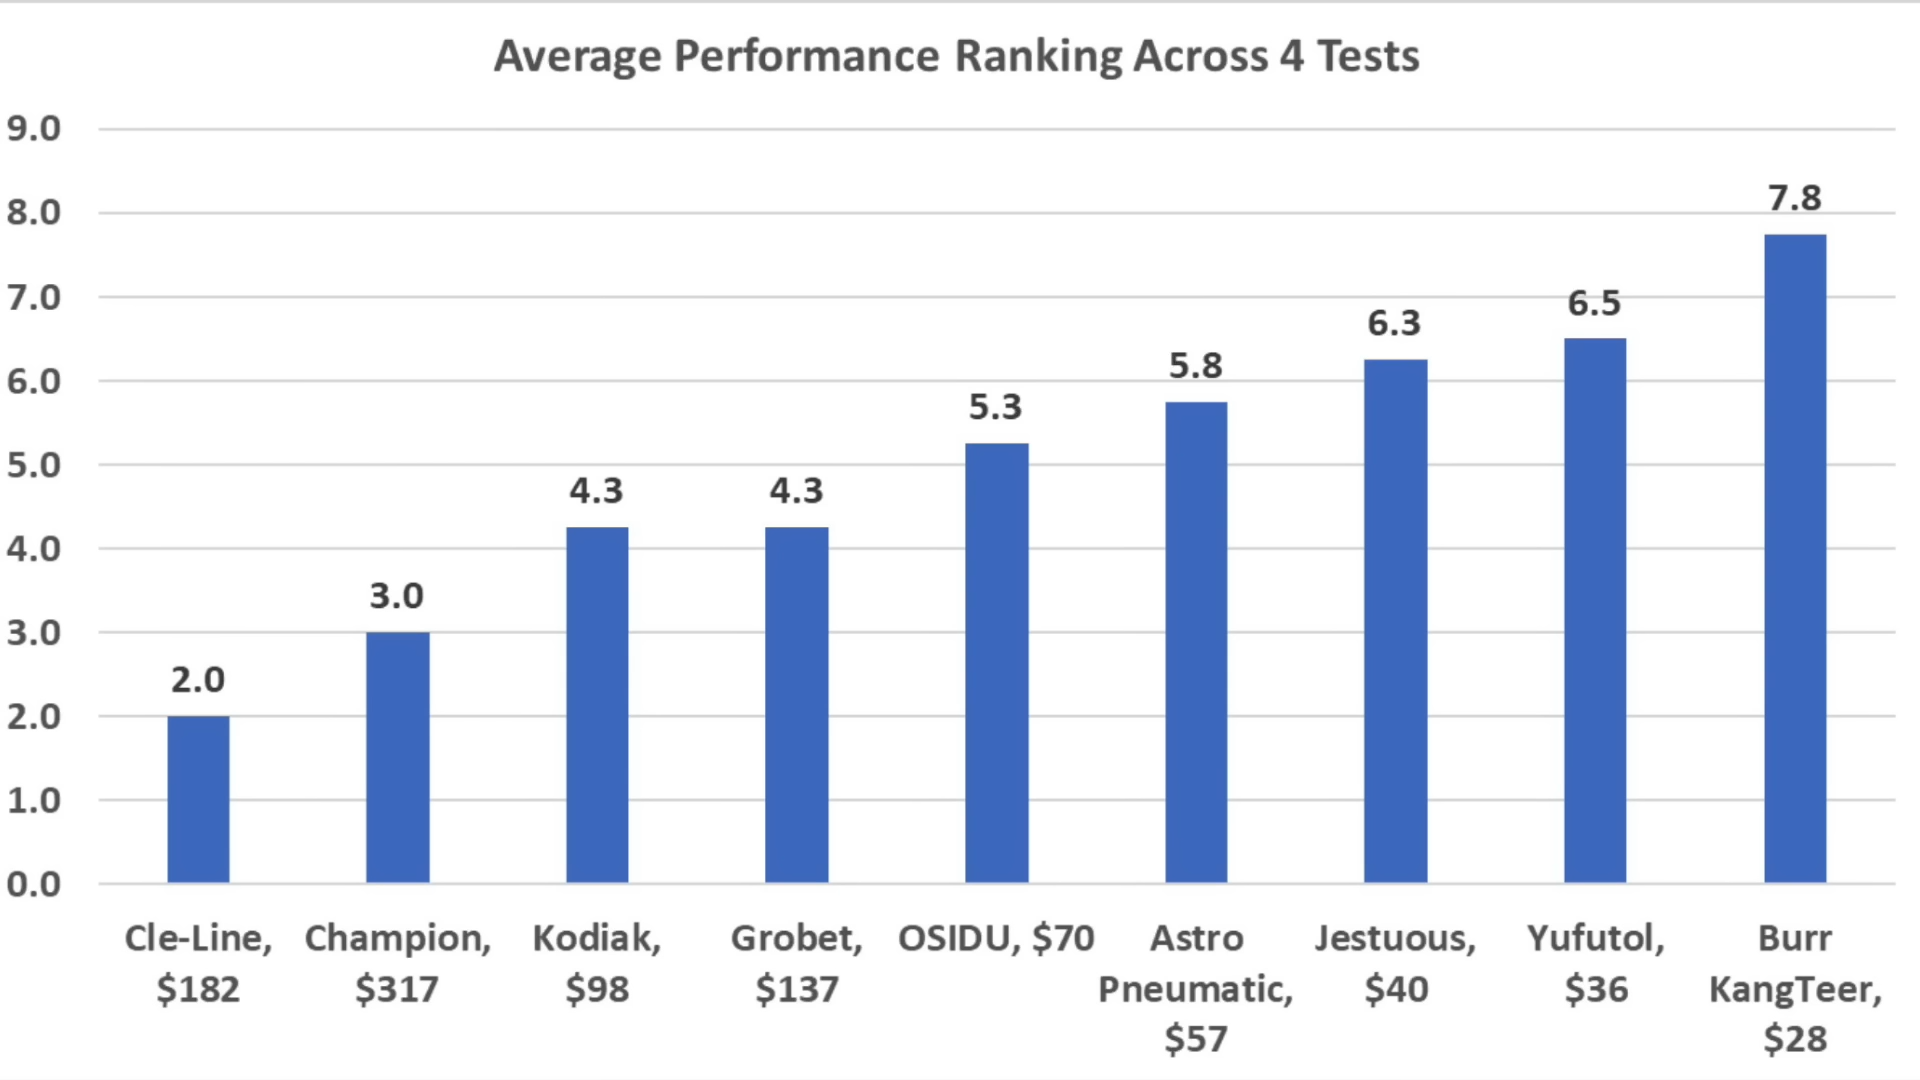 Average Performance Ranking Across 4 Tests
9.0
8.0
7.0
6.0
5.0
4.0
3.0
2.0
1.0
0.0
2.0
3.0
4.3
4.3
5.3
5.8
6.3
6.5
7.8
Cle-Line,
$182
Champion,
$317
Kodiak,
$98
Grobet,
$137
OSIDU, $70
Astro
Pneumatic,
$57
Jestuous,
$40
Yufutol,
$36
Burr
KangTeer,
$28